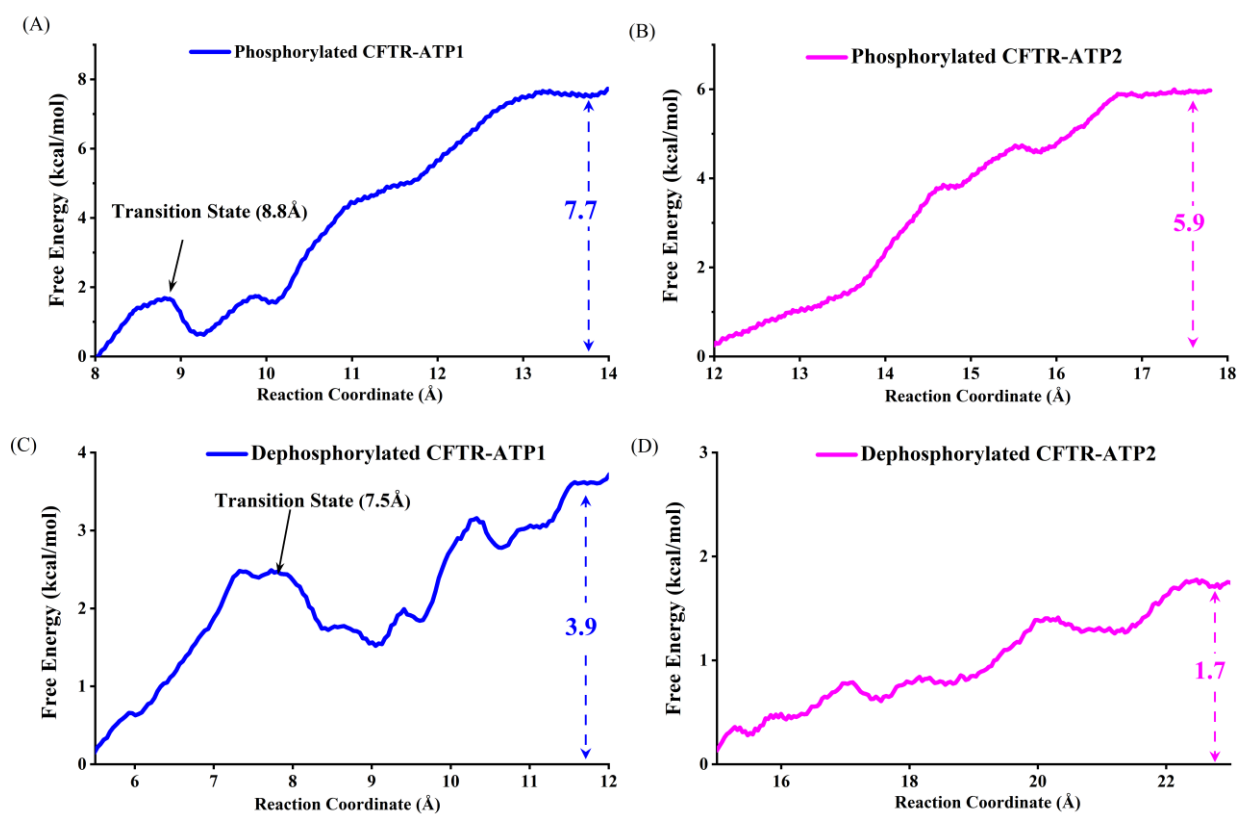 (A)
Phosphorylated CFTR-ATP1
Free Energy (kcal/mol)
8
6
4
2
0
Transition State (8.8Å)
7.7
8 9 10 11 12 13 14
Reaction Coordinate (Å)
(B)
Phosphorylated CFTR-ATP2
Free Energy (kcal/mol)
6
4
2
0
5.9
12 13 14 15 16 17 18
Reaction Coordinate (Å)
(C)
Dephosphorylated CFTR-ATP1
Free Energy (kcal/mol)
4
3
2
1
0
Transition State (7.5Å)
3.9
6 7 8 9 10 11 12
Reaction Coordinate (Å)
(D)
Dephosphorylated CFTR-ATP2
Free Energy (kcal/mol)
3
2
1
0
1.7
16 18 20 22
Reaction Coordinate (Å)